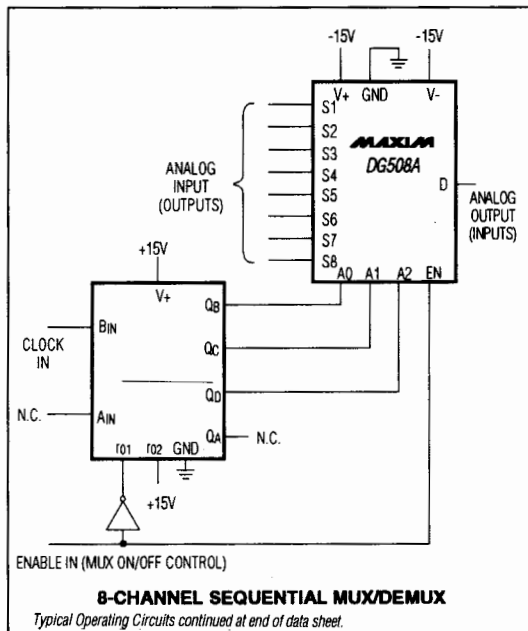 -15V
-15V
V+
GND
V-
S1
S2
S3
S4
S5
S6
S7
S8
MAXIM
DG508A
D
ANALOG
INPUT
(OUTPUTS)
ANALOG
OUTPUT
(INPUTS)
A0
A1
A2
EN
+15V
V+
BIN
CLOCK
IN
QB
QC
QD
N.C.
AIN
QA
N.C.
r01
r02
GND
+15V
ENABLE IN (MUX ON/OFF CONTROL)
8-CHANNEL SEQUENTIAL MUX/DEMUX
Typical Operating Circuits continued at end of data sheet.